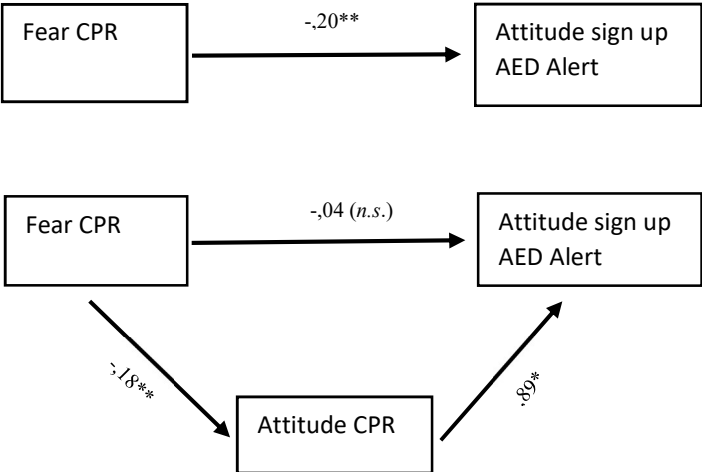 -,20**
Fear CPR
Attitude sign up
AED Alert
-,04 (n.s.)
Fear CPR
Attitude sign up
AED Alert
-,18**
,89*
Attitude CPR